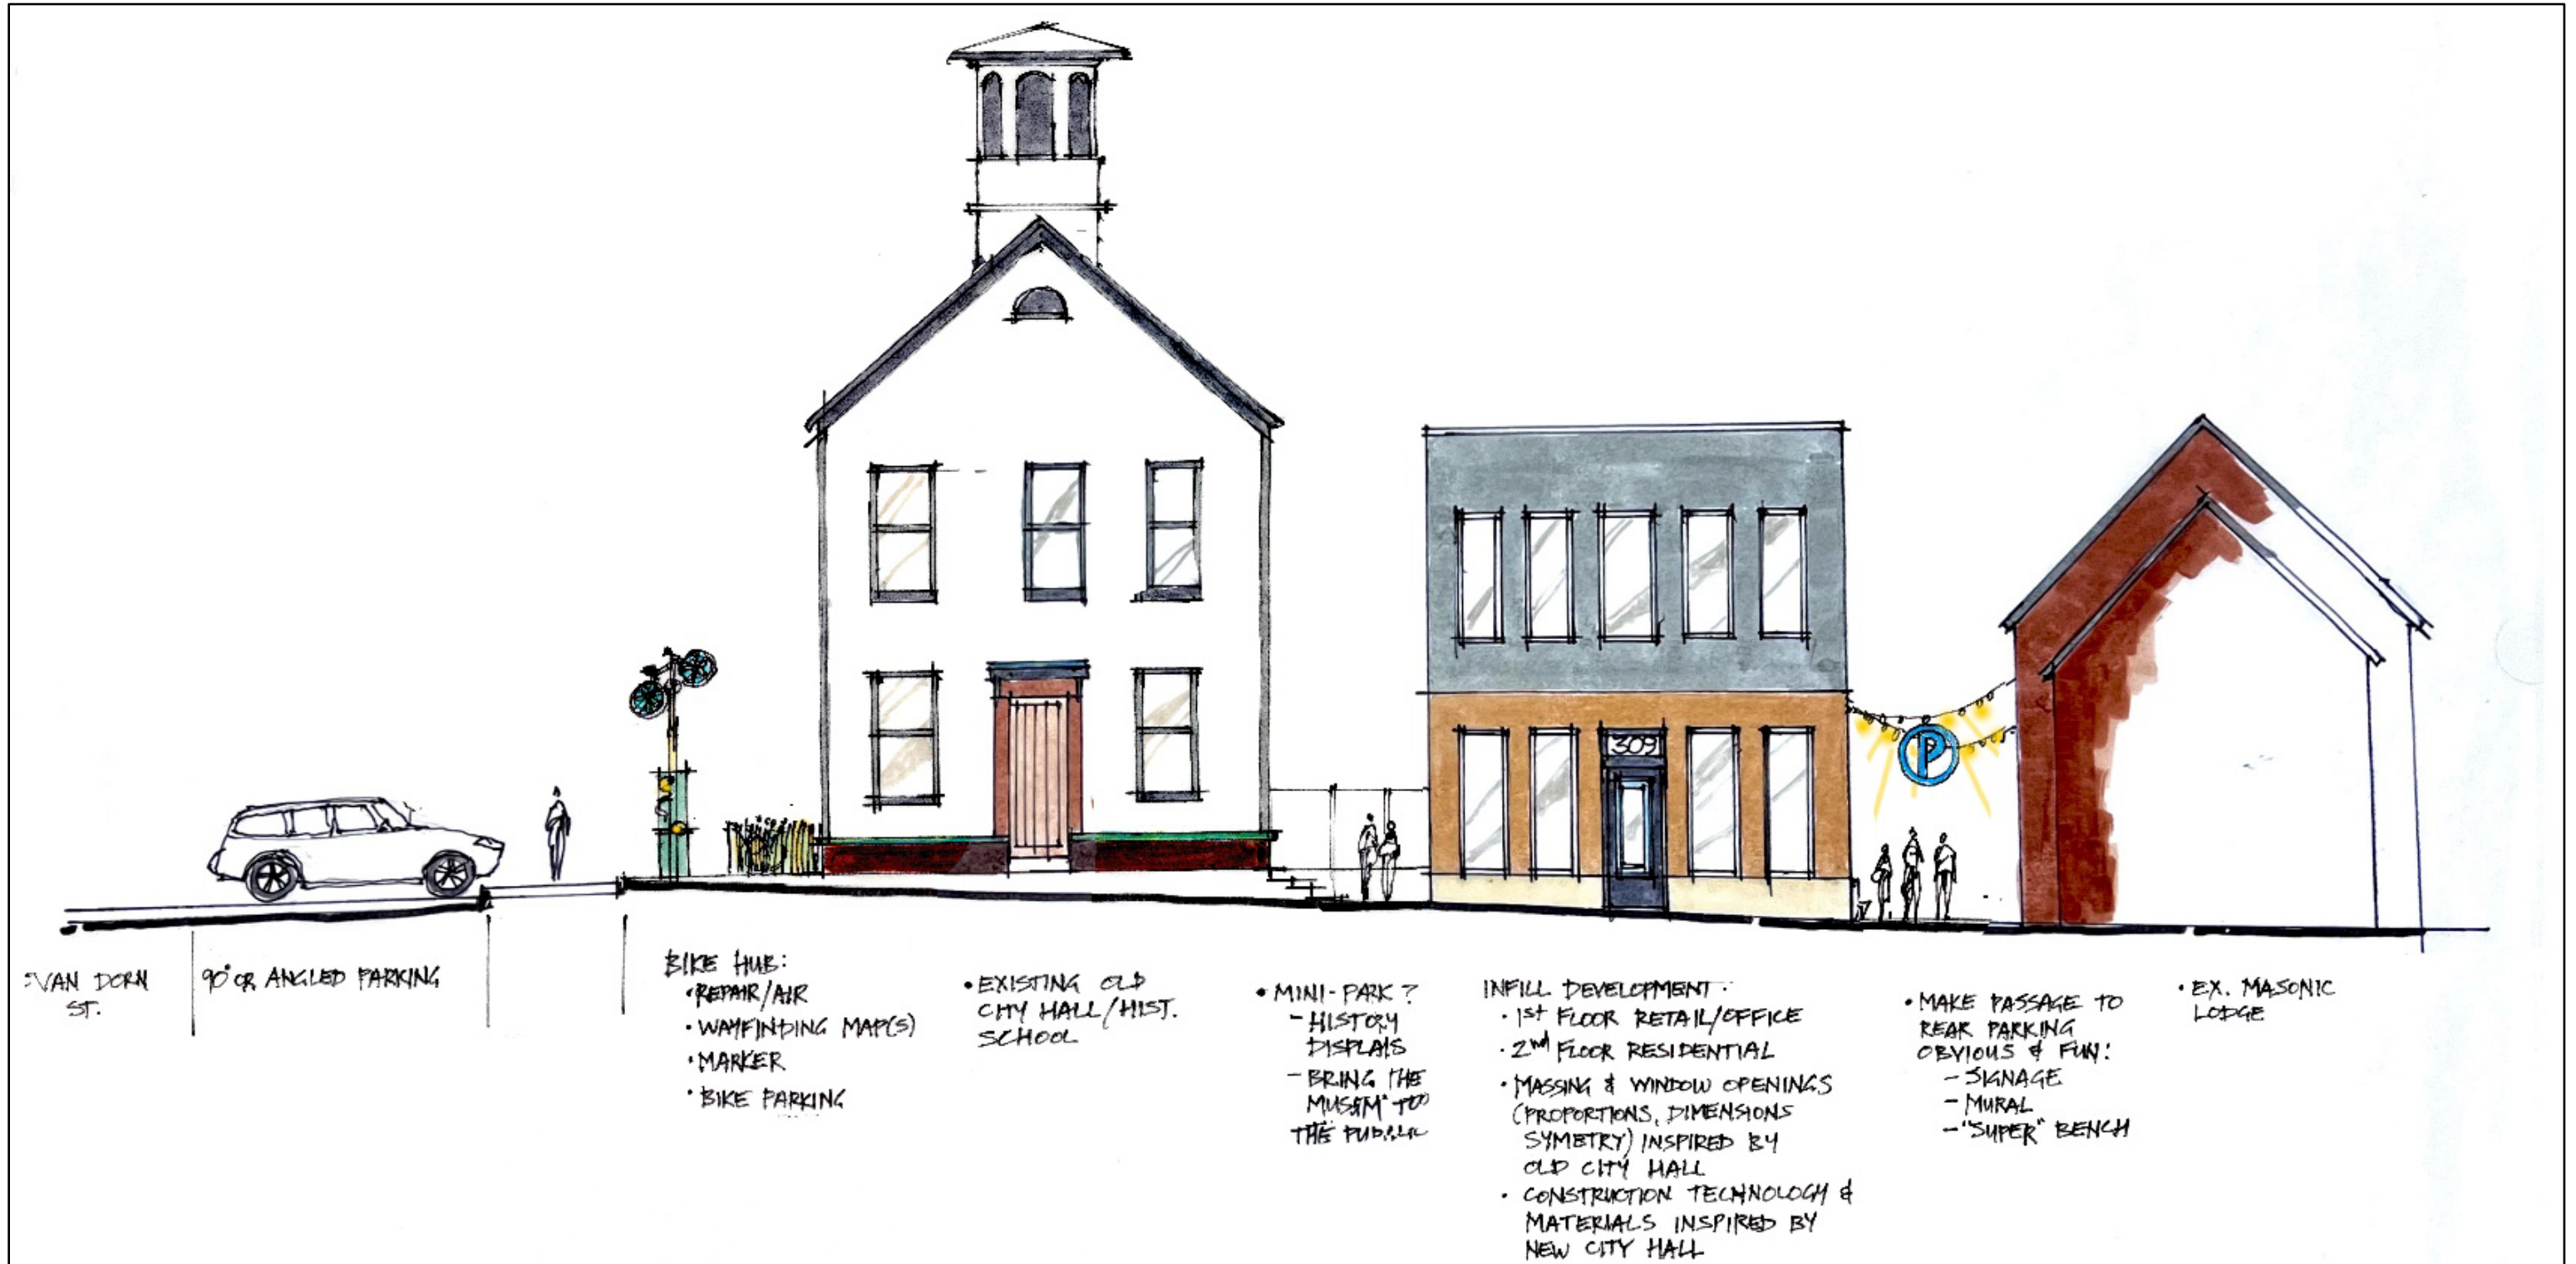 309
P
VAN DORN
ST.
90° OR ANGLED PARKING
BIKE HUB:
• REPAIR/AIR
• WAYFINDING MAP(S)
• MARKER
• BIKE PARKING
• EXISTING OLD
CITY HALL/HIST.
SCHOOL
• MINI-PARK?
- HISTORY
DISPLAYS
- BRING THE
"MUSEUM" TO
THE PUBLIC
INFILL DEVELOPMENT:
• 1st FLOOR RETAIL/OFFICE
• 2nd FLOOR RESIDENTIAL
• MASSING & WINDOW OPENINGS
(PROPORTIONS, DIMENSIONS
SYMETRY) INSPIRED BY
OLD CITY HALL
• CONSTRUCTION TECHNOLOGY &
MATERIALS INSPIRED BY
NEW CITY HALL
• MAKE PASSAGE TO
REAR PARKING
OBVIOUS & FUN!
- SIGNAGE
- MURAL
- "SUPER" BENCH
• EX. MASONIC
LODGE